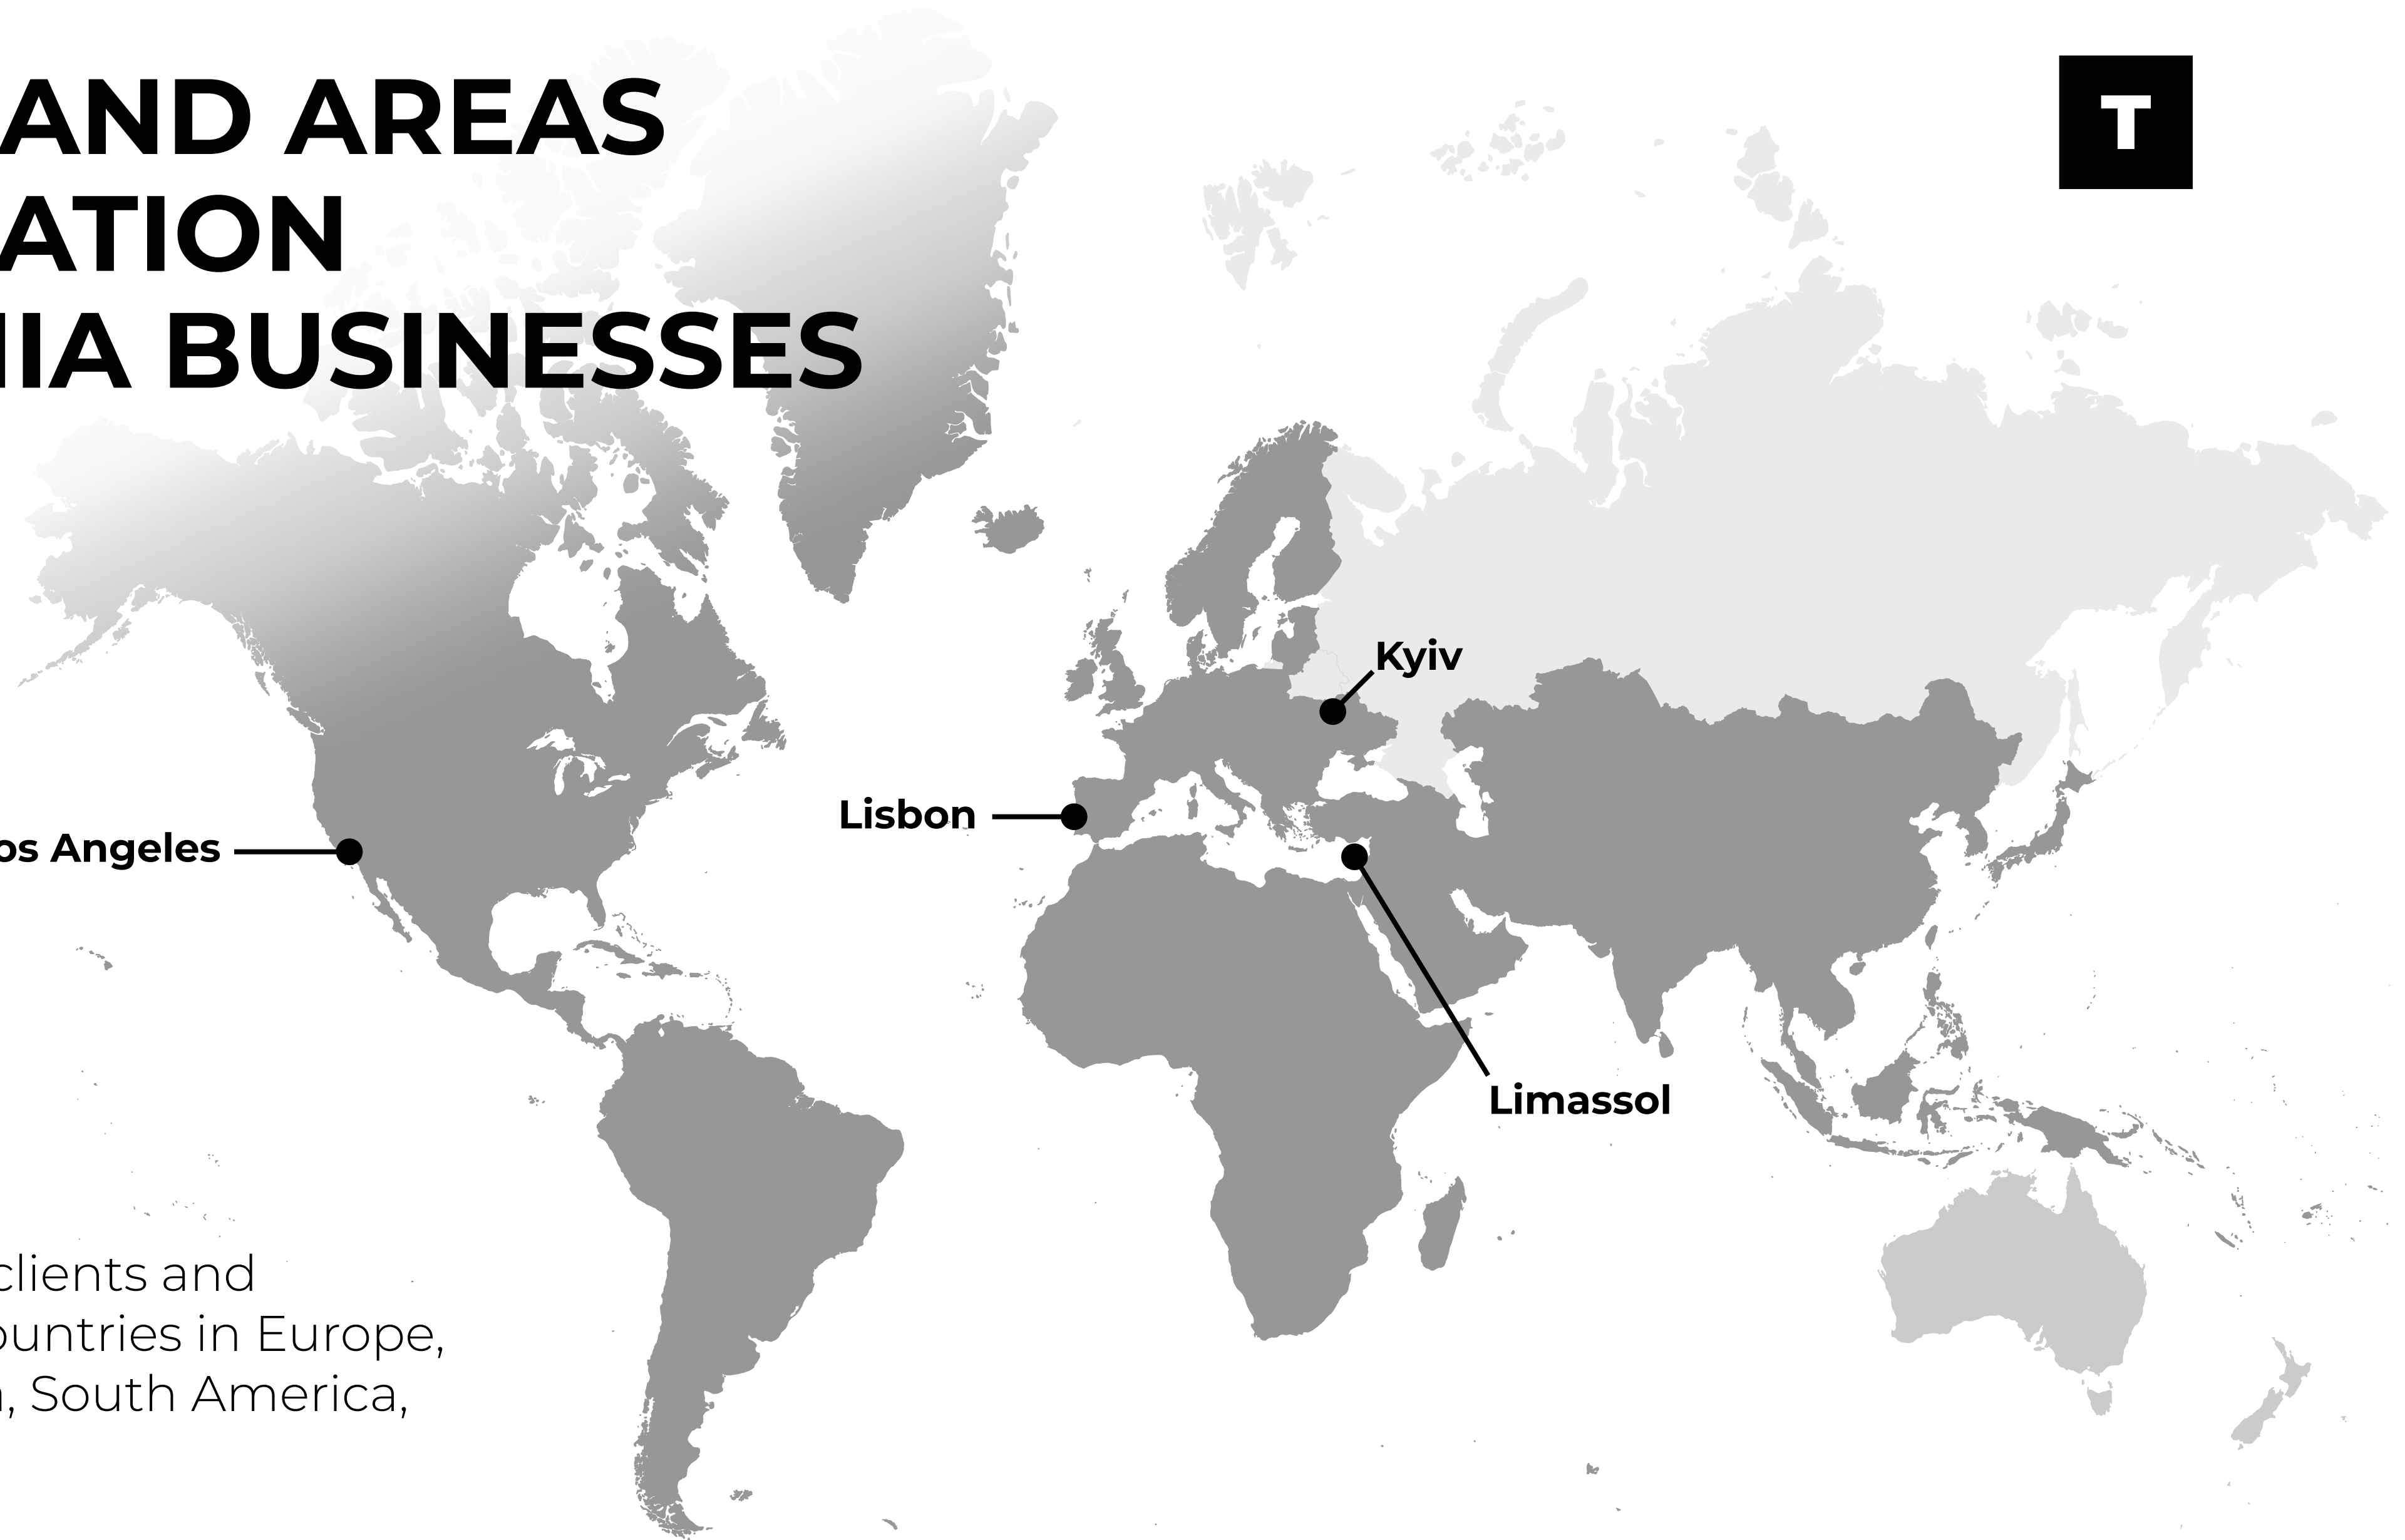 AND AREAS
ATION
IIA BUSINESSES
T
Kyiv
Lisbon
os Angeles
Limassol
clients and
ountries in Europe,
, South America,